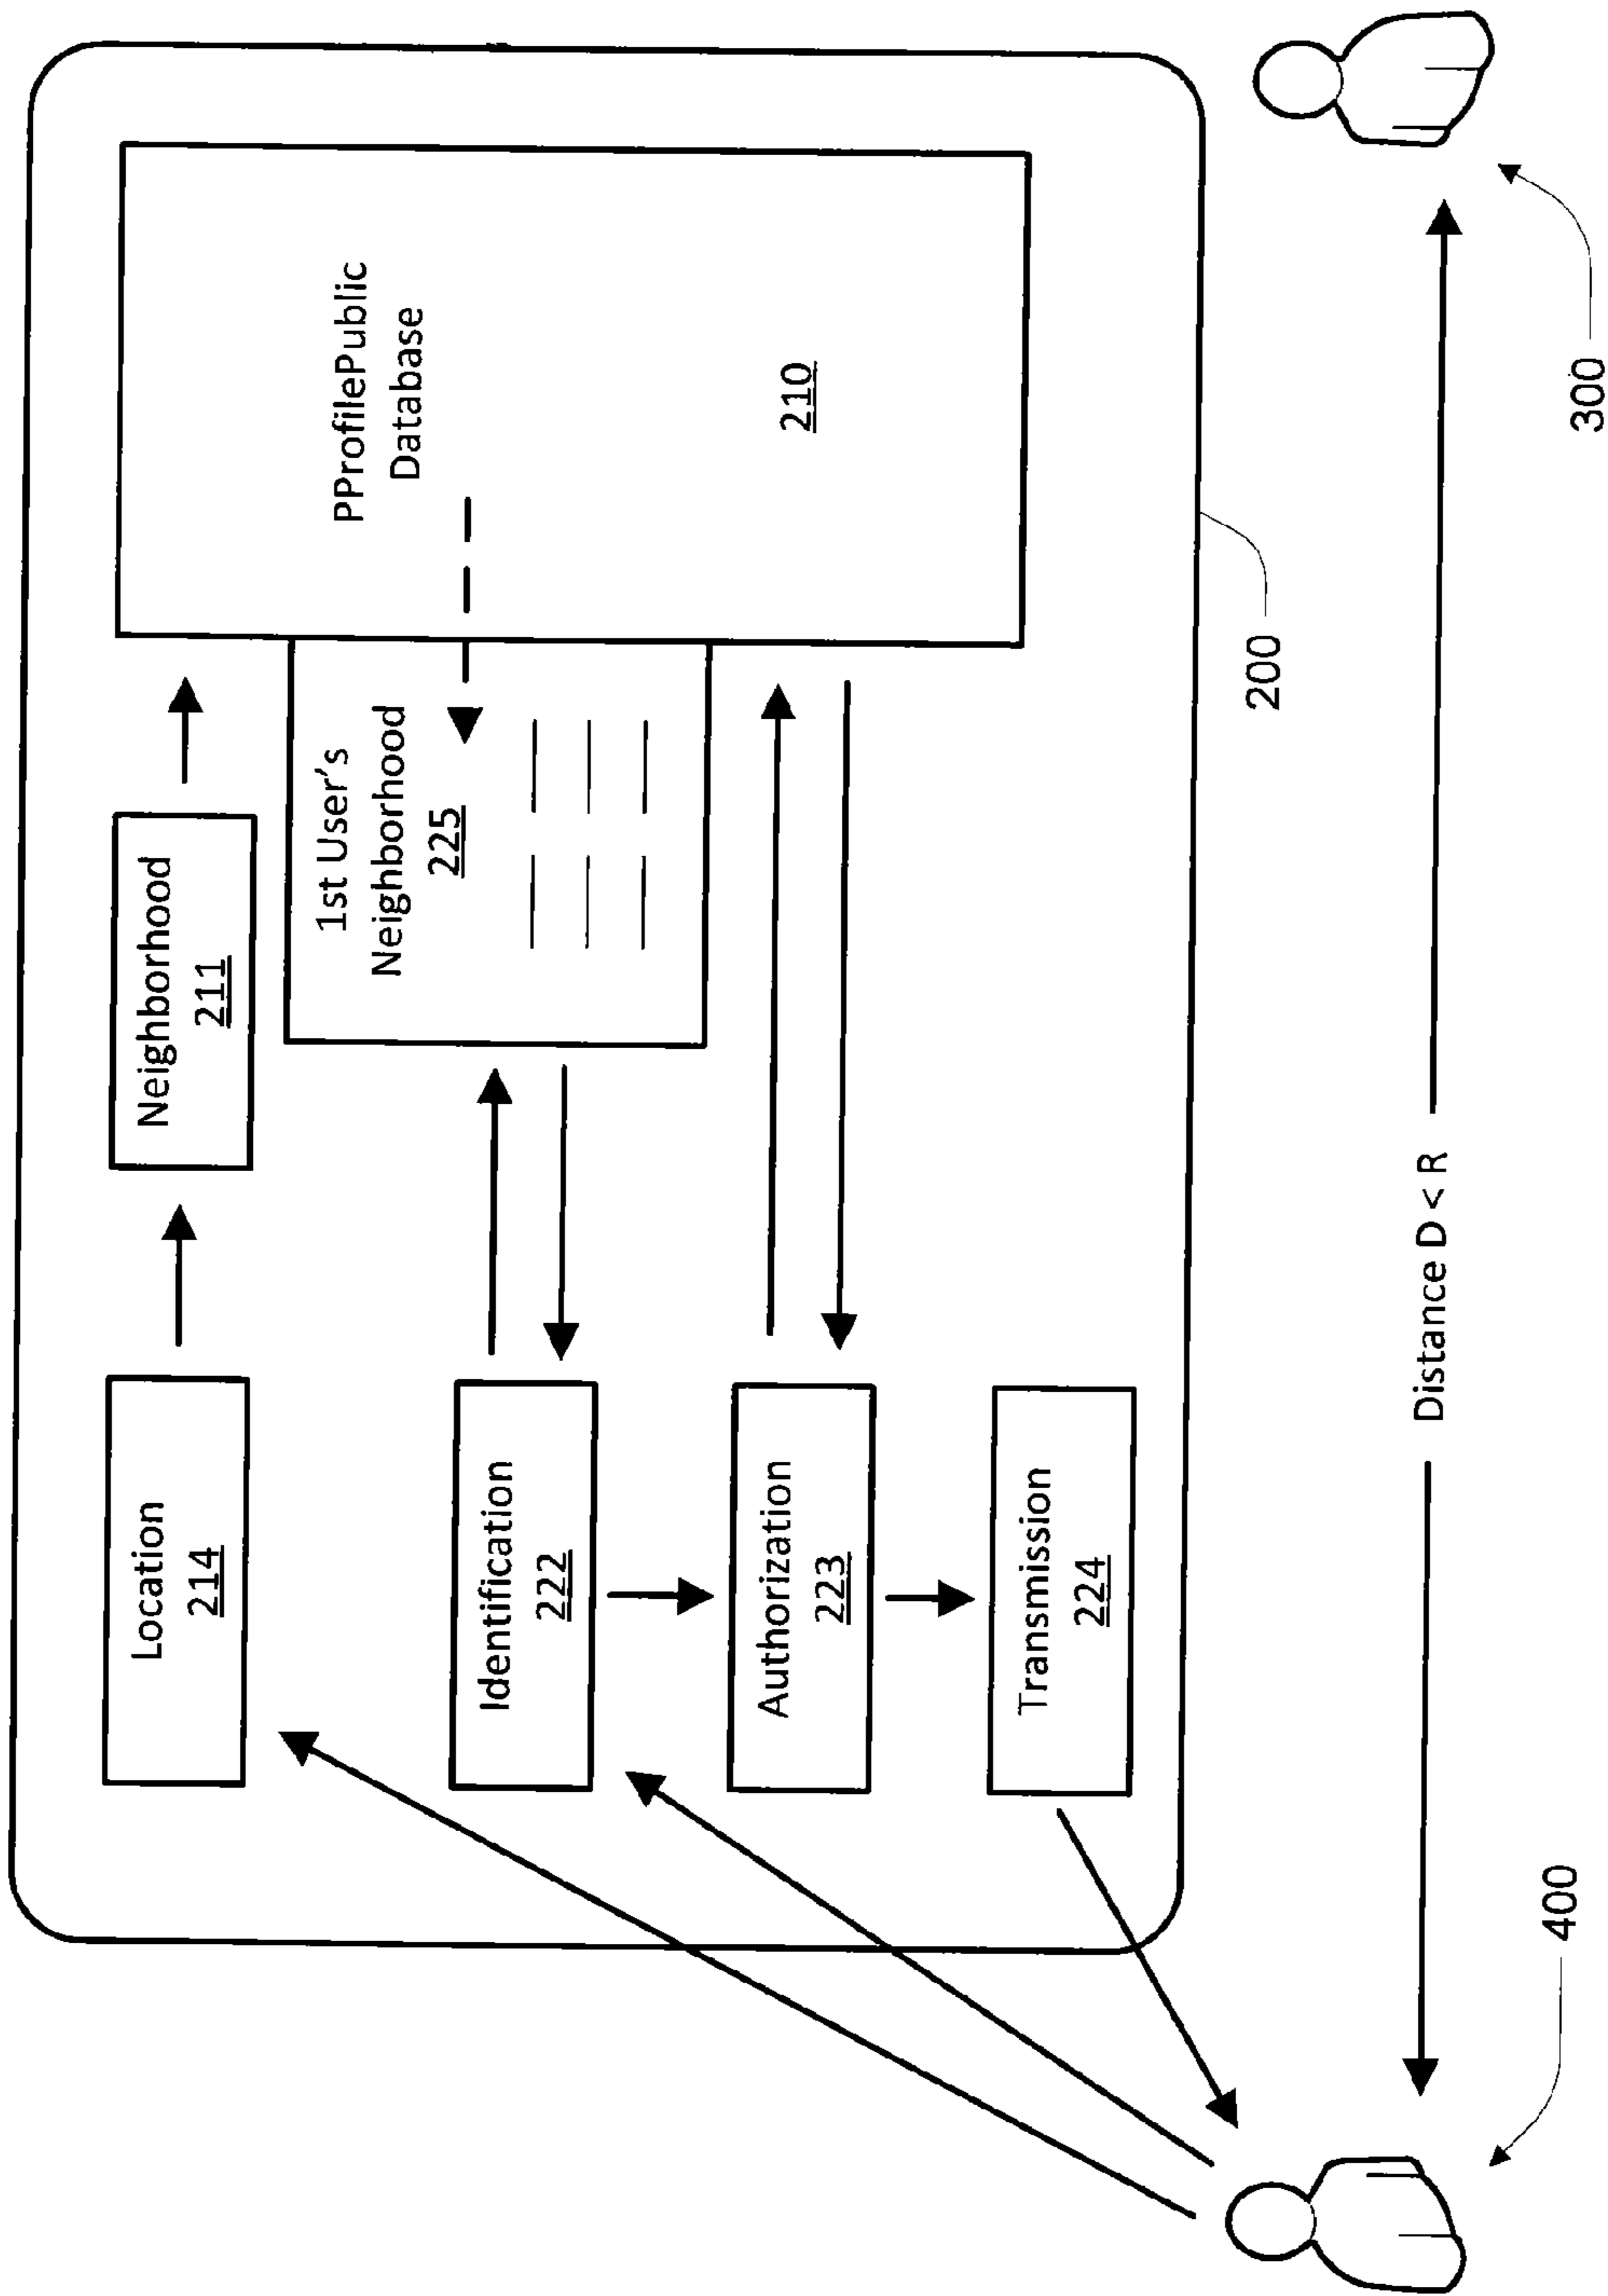 Location
214
Neighborhood
211
PProfilePublic
Database
210
1st User's
Neighborhood
225
Identification
222
Authorization
223
Transmission
224
200
Distance D < R
400
300